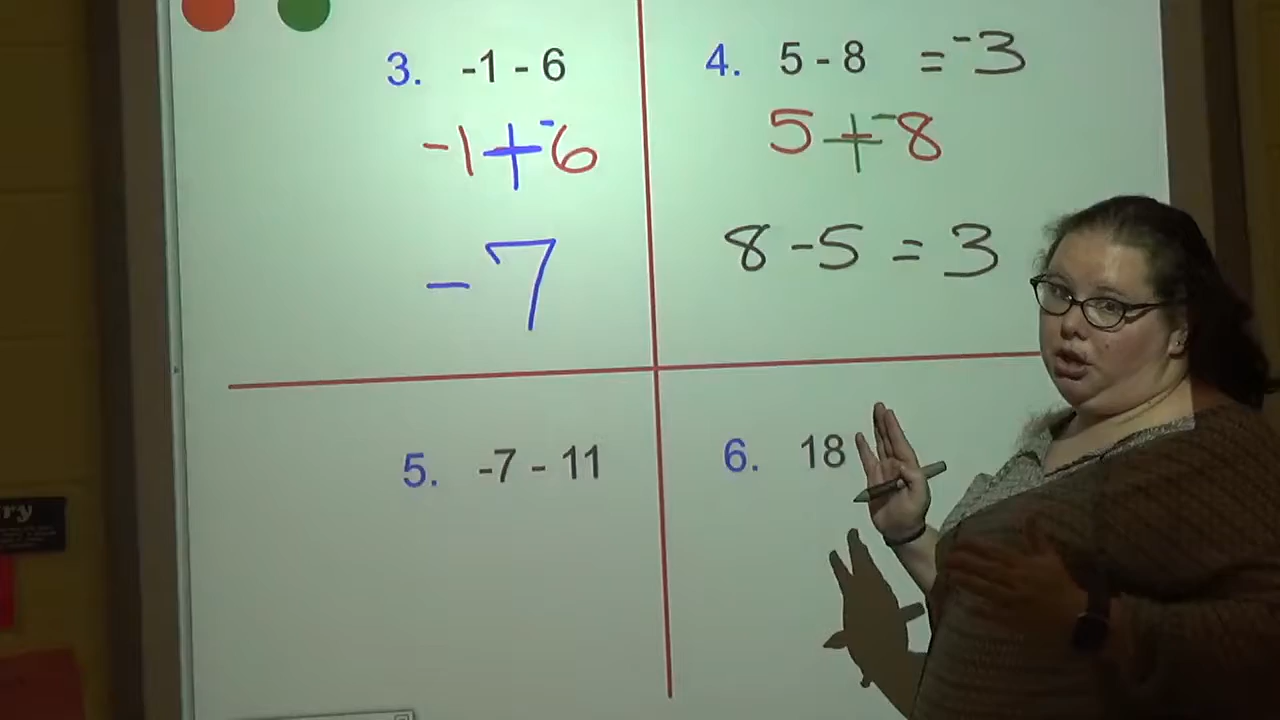 3. -1 - 6
-1 + -6
-7
4. 5 - 8 = -3
5 + -8
8 - 5 = 3
5. -7 - 11
6. 18
ry